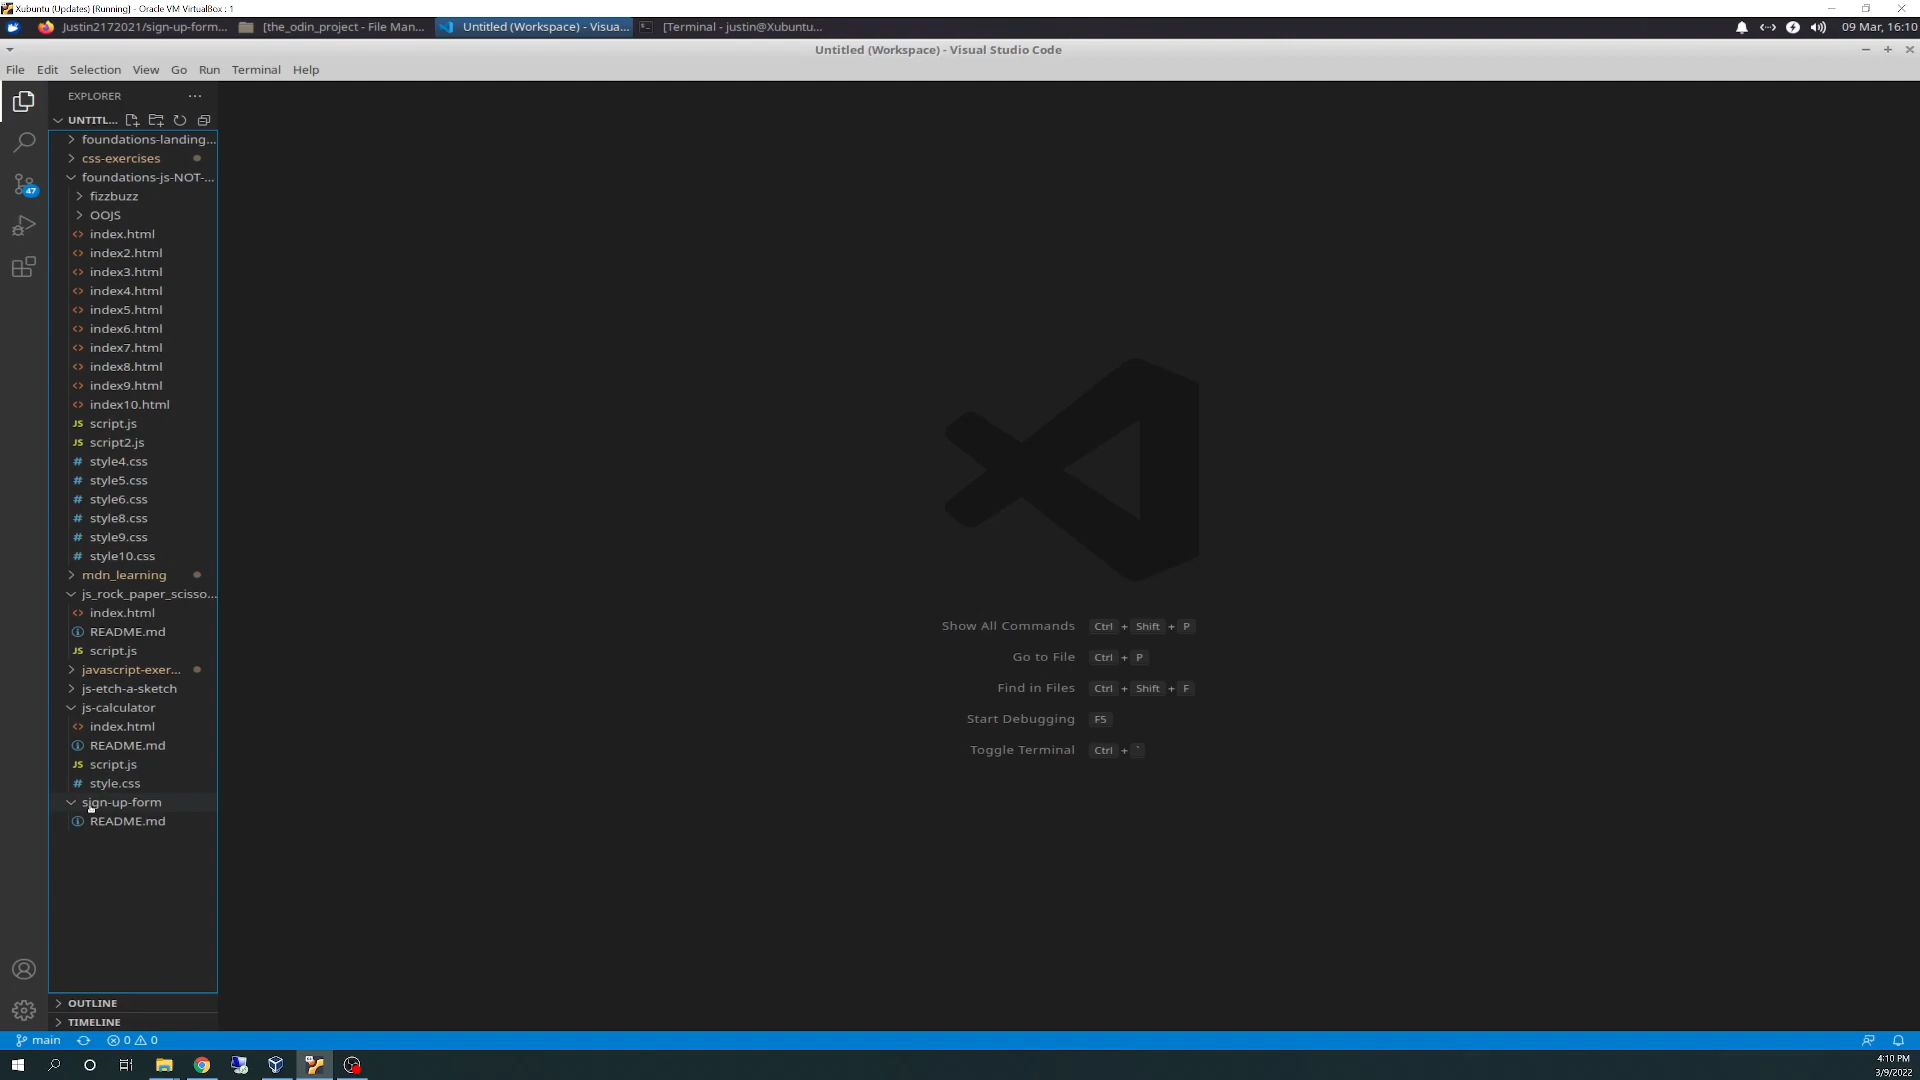 Xubuntu (Updates) [Running] - Oracle VM VirtualBox : 1
Justin2172021/sign-up-form... [the_odin_project - File Man... Untitled (Workspace) - Visua... [Terminal - justin@Xubuntu... 09 Mar, 16:10
Untitled (Workspace) - Visual Studio Code
File Edit Selection View Go Run Terminal Help
EXPLORER
UNTITL...
foundations-landing...
css-exercises
foundations-js-NOT-...
47
fizzbuzz
OOJS
index.html
index2.html
index3.html
index4.html
index5.html
index6.html
index7.html
index8.html
index9.html
index10.html
JS script.js
JS script2.js
# style4.css
# style5.css
# style6.css
# style8.css
# style9.css
# style10.css
mdn_learning
js_rock_paper_scisso...
index.html
README.md
JS script.js
javascript-exer...
js-etch-a-sketch
js-calculator
index.html
README.md
JS script.js
# style.css
sign-up-form
README.md
Show All Commands Ctrl + Shift + P
Go to File Ctrl + P
Find in Files Ctrl + Shift + F
Start Debugging F5
Toggle Terminal Ctrl + `
OUTLINE
TIMELINE
main 0 0
4:10 PM
3/9/2022